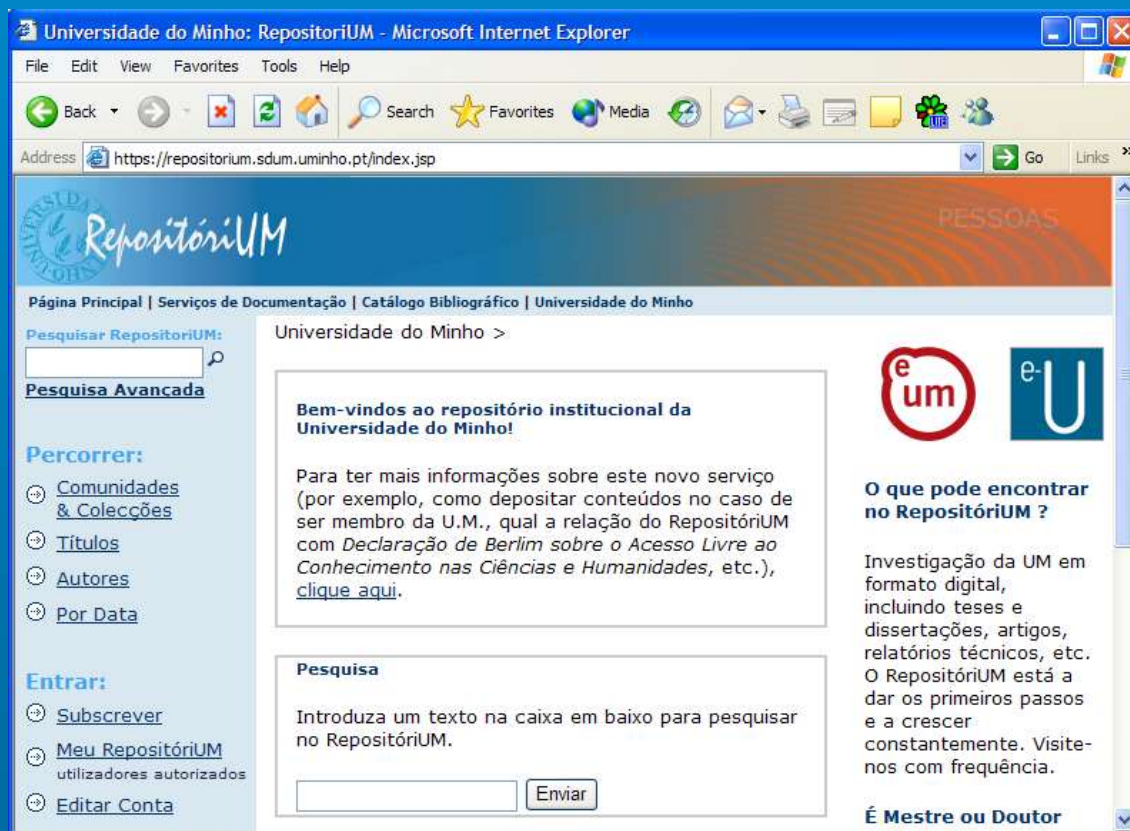 Universidade do Minho: RepositoriUM - Microsoft Internet Explorer
File Edit View Favorites Tools Help
Back Search Favorites Media
Address https://repositorium.sdum.uminho.pt/index.jsp Go Links »
RepositóriUM
PESSOAS
Página Principal | Serviços de Documentação | Catálogo Bibliográfico | Universidade do Minho
Pesquisar RepositoriUM:
Pesquisa Avançada
Percorrer:
Comunidades
& Colecções
Títulos
Autores
Por Data
Entrar:
Subscrever
Meu RepositóriUM
utilizadores autorizados
Editar Conta
Universidade do Minho >
Bem-vindos ao repositório institucional da
Universidade do Minho!
Para ter mais informações sobre este novo serviço
(por exemplo, como depositar conteúdos no caso de
ser membro da U.M., qual a relação do RepositóriUM
com Declaração de Berlim sobre o Acesso Livre ao
Conhecimento nas Ciências e Humanidades, etc.),
clique aqui.
Pesquisa
Introduza um texto na caixa em baixo para pesquisar
no RepositóriUM.
Enviar
e um
e-U
O que pode encontrar
no RepositóriUM ?
Investigação da UM em
formato digital,
incluindo teses e
dissertações, artigos,
relatórios técnicos, etc.
O RepositóriUM está a
dar os primeiros passos
e a crescer
constantemente. Visite-
nos com frequência.
É Mestre ou Doutor